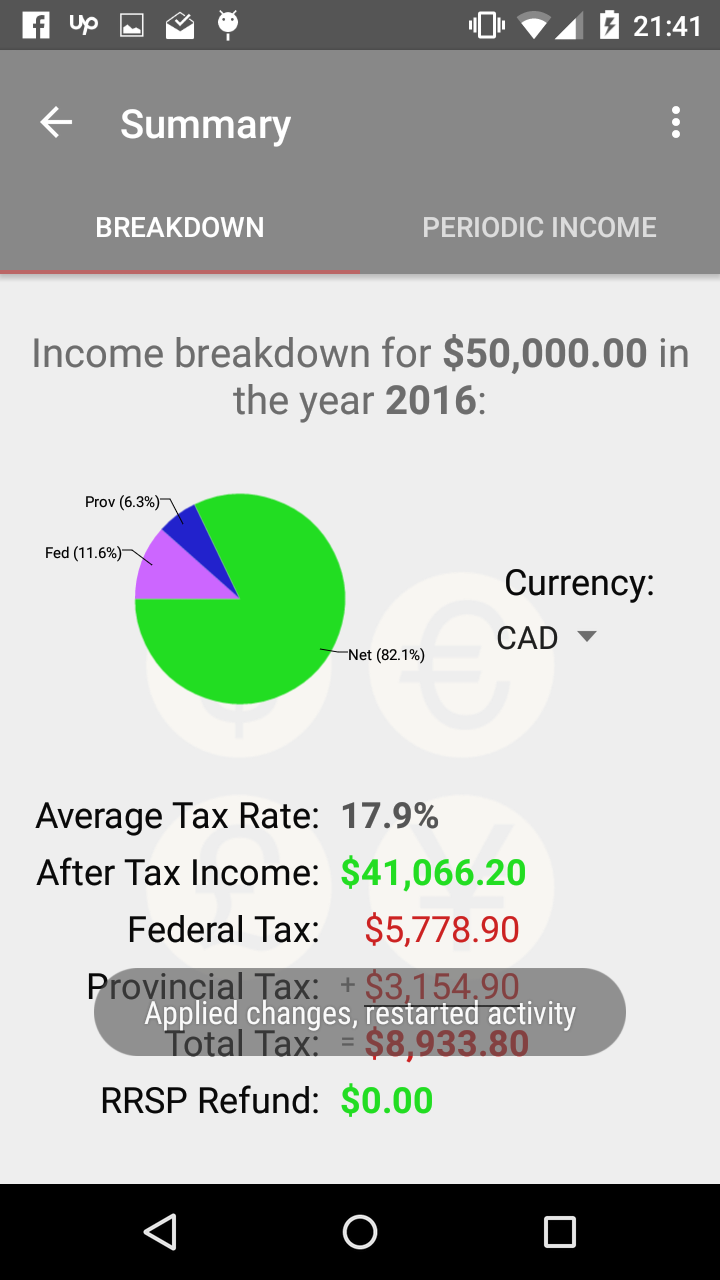 Up 21:41
Summary
BREAKDOWN PERIODIC INCOME
Income breakdown for $50,000.00 in
the year 2016:
Prov (6.3%)
Fed (11.6%)
Net (82.1%)
Currency:
CAD
Average Tax Rate: 17.9%
After Tax Income: $41,066.20
Federal Tax: $5,778.90
Provincial Tax: + $3,154.90
Applied changes, restarted activity
Total Tax: = $8,933.80
RRSP Refund: $0.00